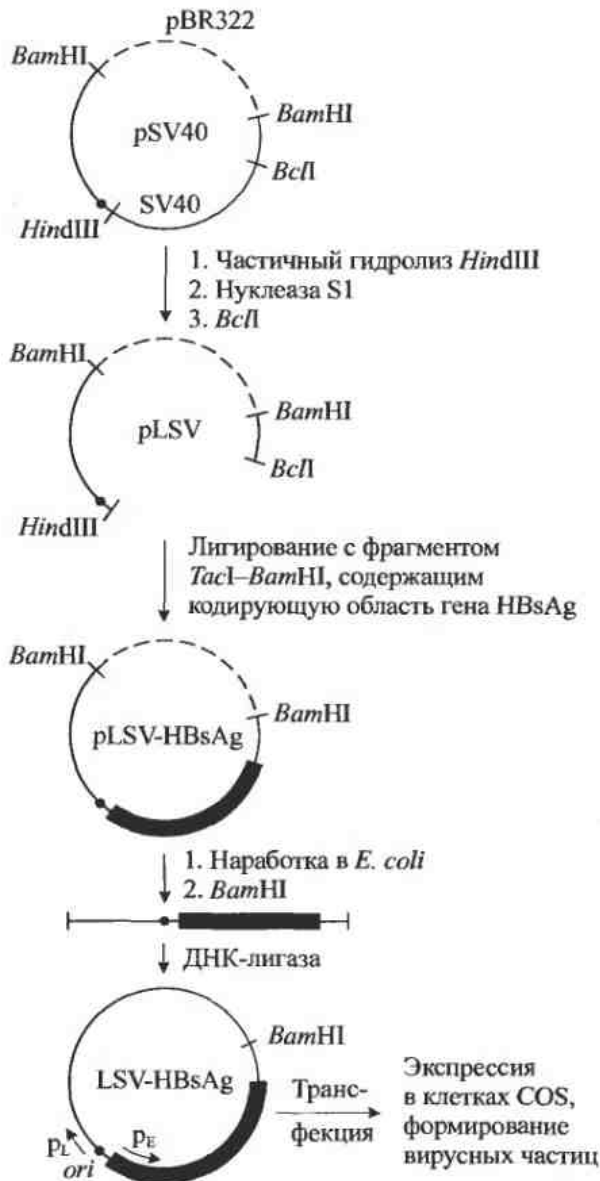 pBR322
BamHI
BamHI
pSV40
BclI
SV40
HindIII
1. Частичный гидролиз HindIII
2. Нуклеаза S1
3. BclI
BamHI
BamHI
pLSV
BclI
HindIII
Лигирование с фрагментом
TacI–BamHI, содержащим
кодирующую область гена HBsAg
BamHI
BamHI
pLSV-HBsAg
1. Наработка в E. coli
2. BamHI
ДНК-лигаза
BamHI
LSV-HBsAg
Транс-
фекция
Экспрессия
в клетках COS,
формирование
вирусных частиц
pL
ori
pE